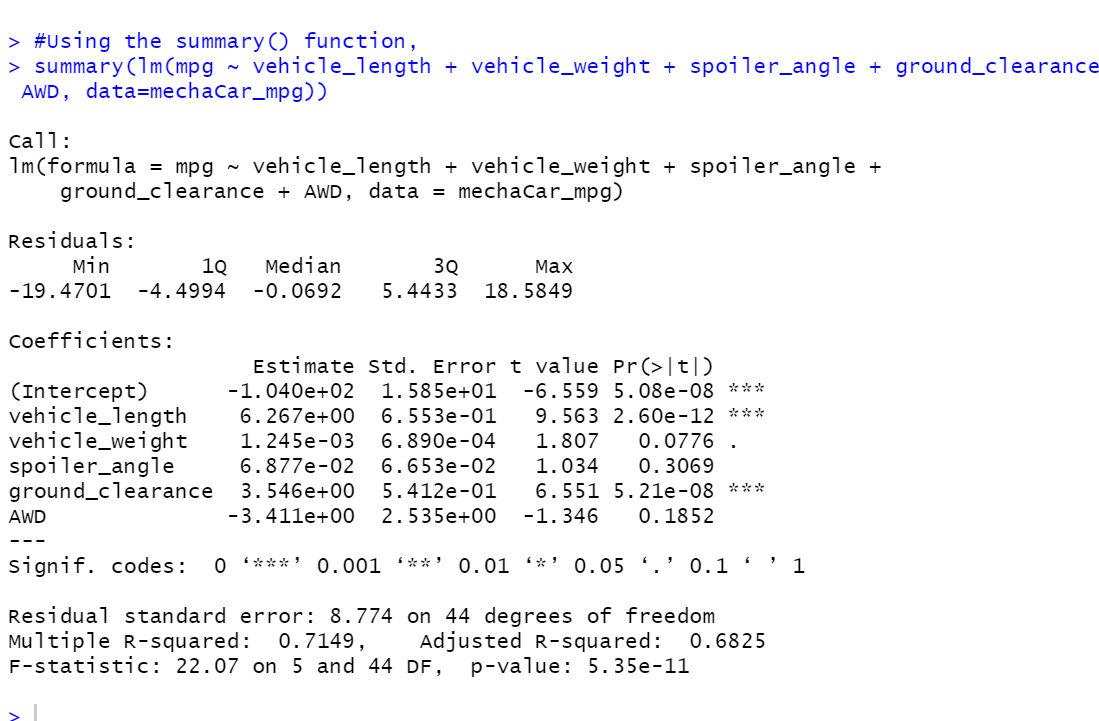 > #Using the summary() function,
> summary(lm(mpg ~ vehicle_length + vehicle_weight + spoiler_angle + ground_clearance
 AWD, data=mechaCar_mpg))

Call:
lm(formula = mpg ~ vehicle_length + vehicle_weight + spoiler_angle +
    ground_clearance + AWD, data = mechaCar_mpg)

Residuals:
     Min       1Q   Median       3Q      Max
-19.4701  -4.4994  -0.0692   5.4433  18.5849

Coefficients:
                   Estimate Std. Error t value Pr(>|t|)
(Intercept)      -1.040e+02  1.585e+01  -6.559 5.08e-08 ***
vehicle_length    6.267e+00  6.553e-01   9.563 2.60e-12 ***
vehicle_weight    1.245e-03  6.890e-04   1.807   0.0776 .
spoiler_angle     6.877e-02  6.653e-02   1.034   0.3069
ground_clearance  3.546e+00  5.412e-01   6.551 5.21e-08 ***
AWD              -3.411e+00  2.535e+00  -1.346   0.1852
---
Signif. codes:  0 ‘***’ 0.001 ‘**’ 0.01 ‘*’ 0.05 ‘.’ 0.1 ‘ ’ 1

Residual standard error: 8.774 on 44 degrees of freedom
Multiple R-squared:  0.7149,    Adjusted R-squared:  0.6825
F-statistic: 22.07 on 5 and 44 DF,  p-value: 5.35e-11

>